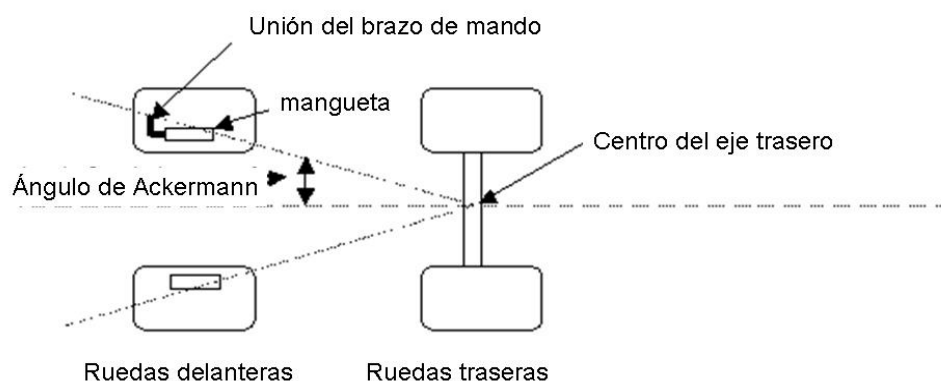 Unión del brazo de mando
mangueta
Centro del eje trasero
Ángulo de Ackermann
Ruedas delanteras
Ruedas traseras